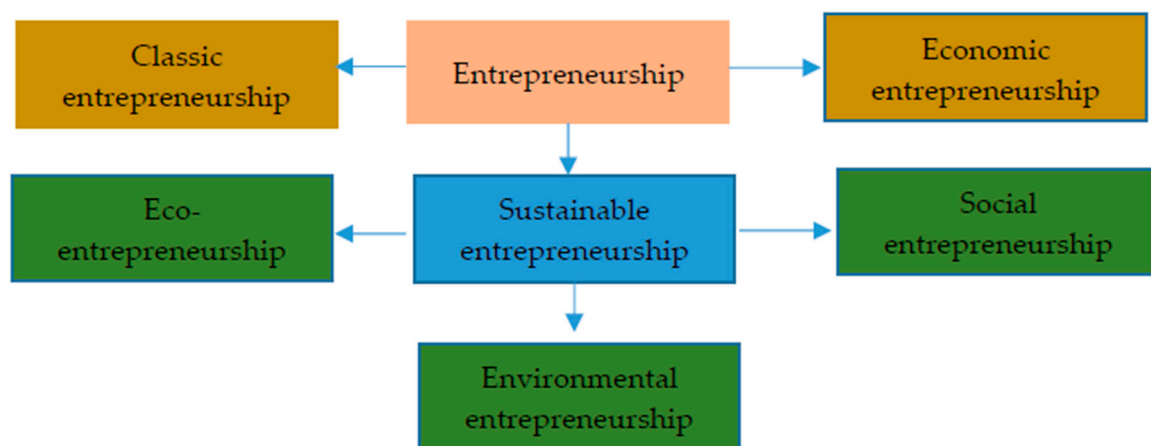 Classic
entrepreneurship
Entrepreneurship
Economic
entrepreneurship
Eco-
entrepreneurship
Sustainable
entrepreneurship
Social
entrepreneurship
Environmental
entrepreneurship